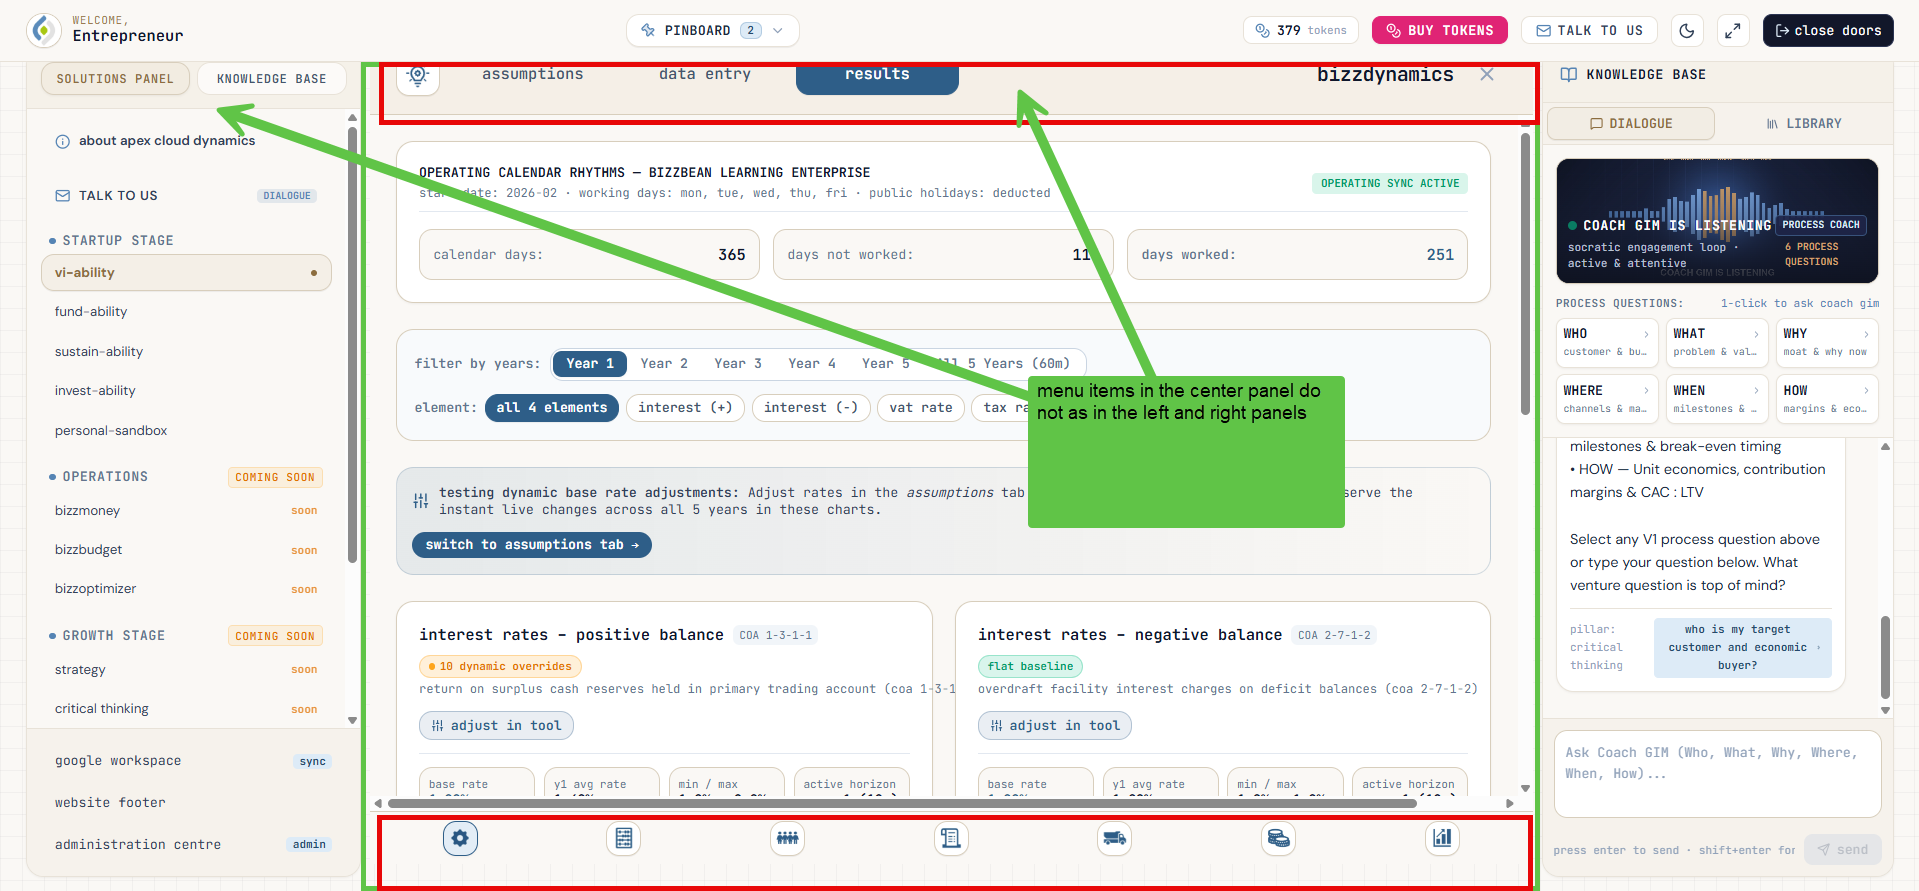 WELCOME,
Entrepreneur
PINBOARD 2
379 tokens
BUY TOKENS
TALK TO US
close doors
SOLUTIONS PANEL
KNOWLEDGE BASE
about apex cloud dynamics
TALK TO US
DIALOGUE
STARTUP STAGE
vi-ability
fund-ability
sustain-ability
invest-ability
personal-sandbox
OPERATIONS
COMING SOON
bizzmoney
soon
bizzbudget
soon
bizzoptimizer
soon
GROWTH STAGE
COMING SOON
strategy
soon
critical thinking
soon
google workspace
sync
website footer
administration centre
admin
assumptions
data entry
results
bizzdynamics
OPERATING CALENDAR RHYTHMS — BIZZBEAN LEARNING ENTERPRISE
start date: 2026-02 · working days: mon, tue, wed, thu, fri · public holidays: deducted
OPERATING SYNC ACTIVE
calendar days:
365
days not worked:
11
days worked:
251
filter by years:
Year 1
Year 2
Year 3
Year 4
Year 5
All 5 Years (60m)
element:
all 4 elements
interest (+)
interest (-)
vat rate
tax
menu items in the center panel do
not as in the left and right panels
testing dynamic base rate adjustments: Adjust rates in the assumptions tab
serve the
instant live changes across all 5 years in these charts.
switch to assumptions tab →
interest rates – positive balance
COA 1-3-1-1
10 dynamic overrides
return on surplus cash reserves held in primary trading account (coa 1-3-1
adjust in tool
base rate
y1 avg rate
min / max
active horizon
interest rates – negative balance
COA 2-7-1-2
flat baseline
overdraft facility interest charges on deficit balances (coa 2-7-1-2)
adjust in tool
base rate
y1 avg rate
min / max
active horizon
KNOWLEDGE BASE
DIALOGUE
LIBRARY
COACH GIM IS LISTENING
PROCESS COACH
socratic engagement loop ·
active & attentive
6 PROCESS
QUESTIONS
COACH GIM IS LISTENING
PROCESS QUESTIONS:
1-click to ask coach gim
WHO
customer & bu…
WHAT
problem & val…
WHY
moat & why now
WHERE
channels & ma…
WHEN
milestones & …
HOW
margins & eco…
milestones & break-even timing
• HOW — Unit economics, contribution
margins & CAC : LTV
Select any V1 process question above
or type your question below. What
venture question is top of mind?
pillar:
critical
thinking
who is my target
customer and economic
buyer?
Ask Coach GIM (Who, What, Why, Where,
When, How)...
press enter to send · shift+enter for
send